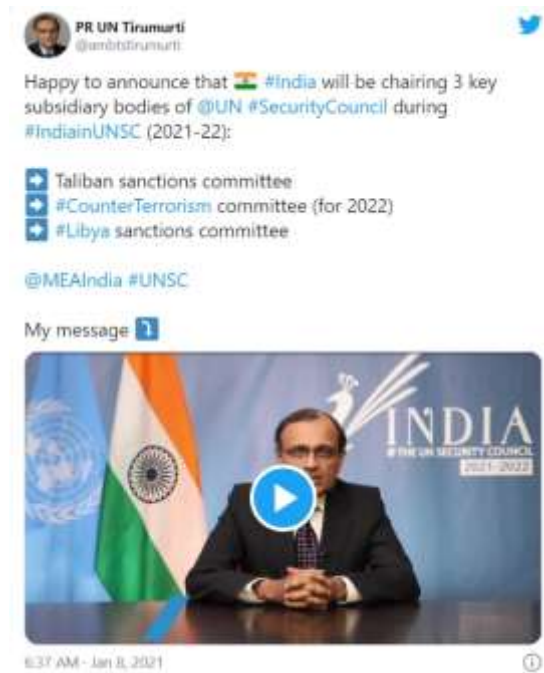 PR UN Tirumurti
@ambtstirumurti
Happy to announce that #India will be chairing 3 key
subsidiary bodies of @UN #SecurityCouncil during
#IndiainUNSC (2021-22):
Taliban sanctions committee
#CounterTerrorism committee (for 2022)
#Libya sanctions committee
@MEAIndia #UNSC
My message
INDIA
@ THE UN SECURITY COUNCIL
2021-2022
6:37 AM - Jan 8, 2021